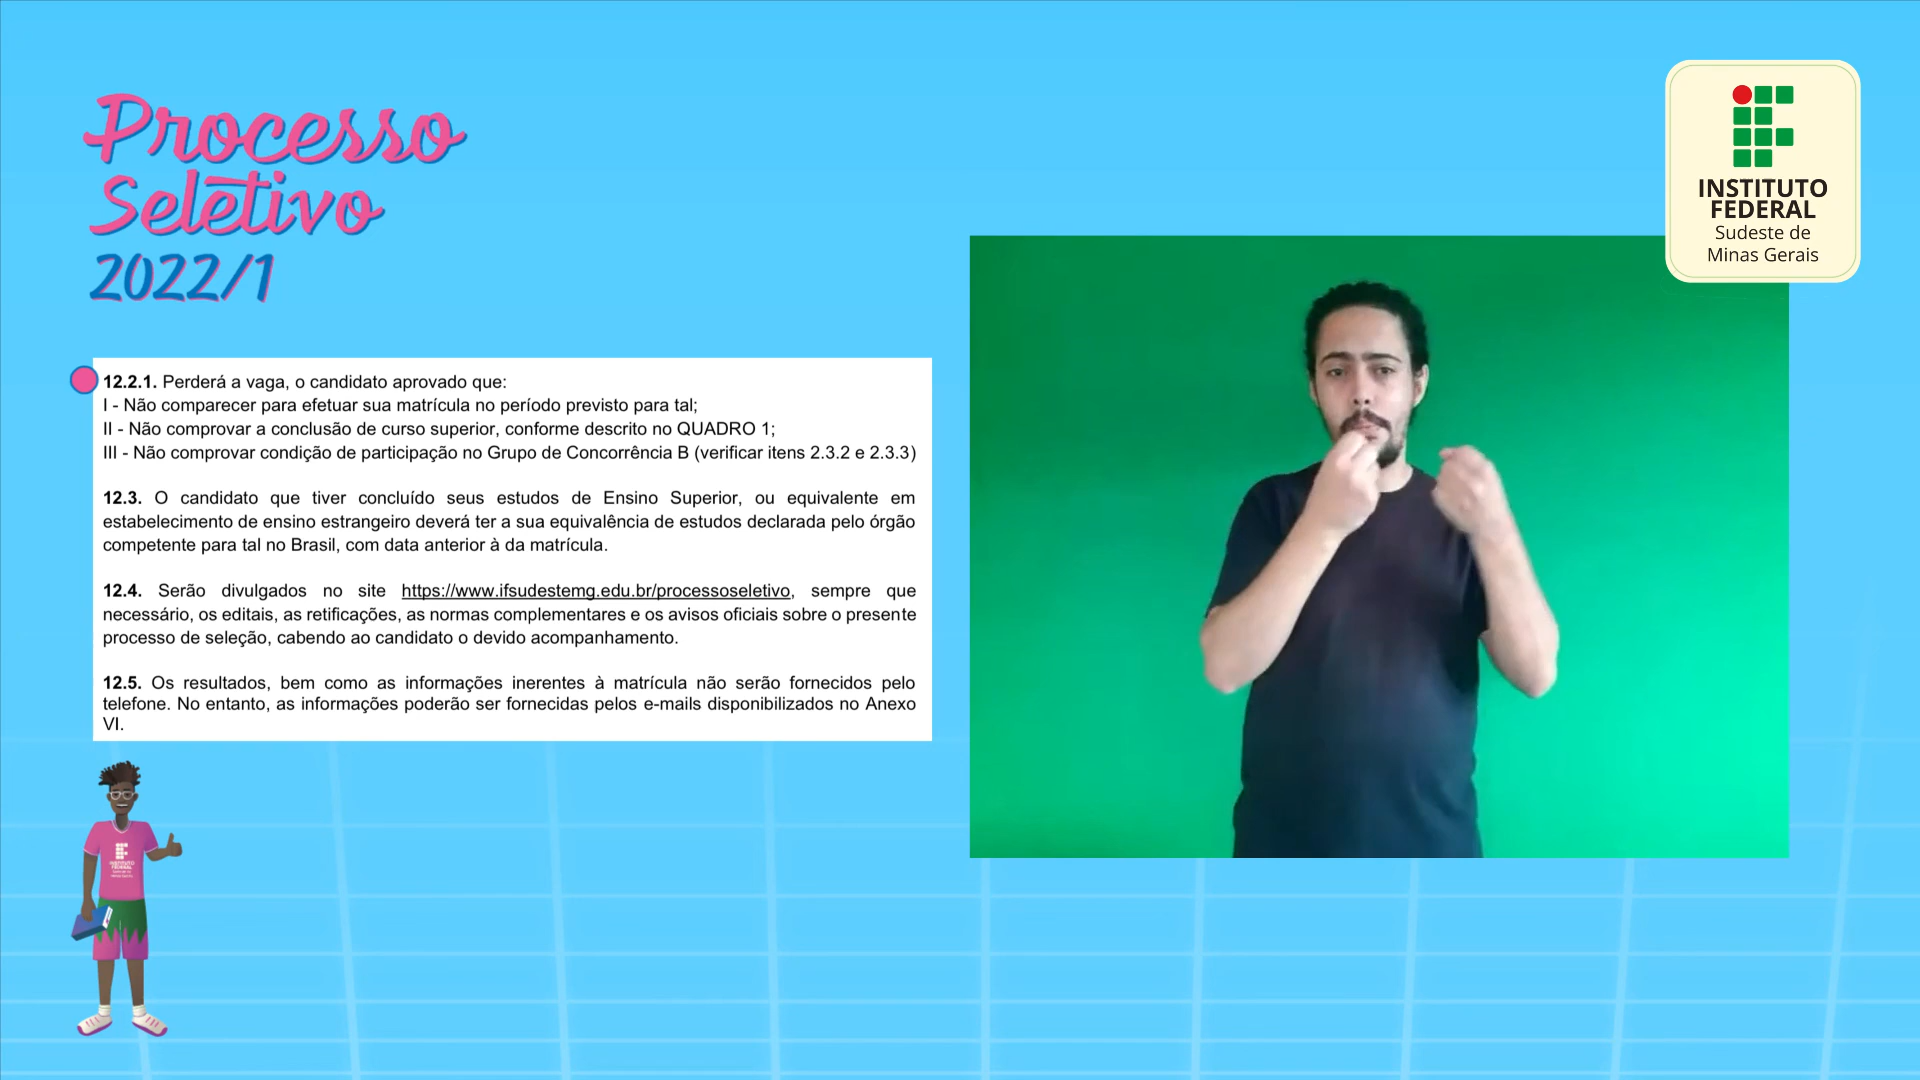 Processo
Seletivo
2022/1
INSTITUTO
FEDERAL
Sudeste de
Minas Gerais
12.2.1. Perderá a vaga, o candidato aprovado que:
I - Não comparecer para efetuar sua matrícula no período previsto para tal;
II - Não comprovar a conclusão de curso superior, conforme descrito no QUADRO 1;
III - Não comprovar condição de participação no Grupo de Concorrência B (verificar itens 2.3.2 e 2.3.3)
12.3. O candidato que tiver concluído seus estudos de Ensino Superior, ou equivalente em
estabelecimento de ensino estrangeiro deverá ter a sua equivalência de estudos declarada pelo órgão
competente para tal no Brasil, com data anterior à da matrícula.
12.4. Serão divulgados no site https://www.ifsudestemg.edu.br/processoseletivo, sempre que
necessário, os editais, as retificações, as normas complementares e os avisos oficiais sobre o presente
processo de seleção, cabendo ao candidato o devido acompanhamento.
12.5. Os resultados, bem como as informações inerentes à matrícula não serão fornecidos pelo
telefone. No entanto, as informações poderão ser fornecidas pelos e-mails disponibilizados no Anexo
VI.
INSTITUTO
FEDERAL